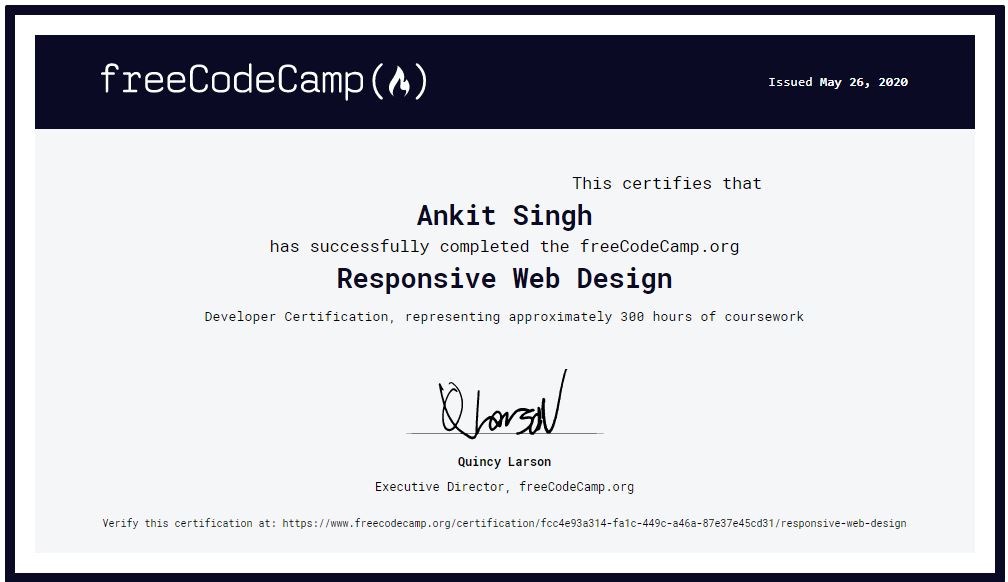 freeCodeCamp(🔥)
Issued May 26, 2020
This certifies that
Ankit Singh
has successfully completed the freeCodeCamp.org
Responsive Web Design
Developer Certification, representing approximately 300 hours of coursework
QLarson
Quincy Larson
Executive Director, freeCodeCamp.org
Verify this certification at: https://www.freecodecamp.org/certification/fcc4e93a314-fa1c-449c-a46a-87e37e45cd31/responsive-web-design